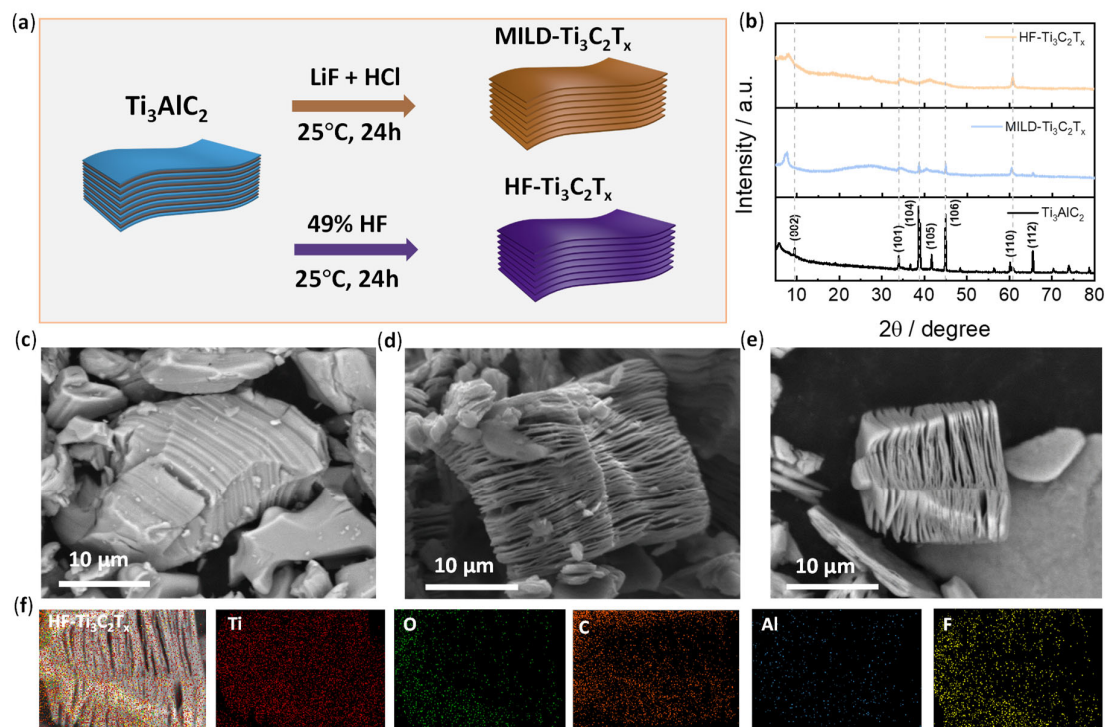 (a)
Ti₃AlC₂
LiF + HCl
25°C, 24h
MILD-Ti₃C₂Tₓ
49% HF
25°C, 24h
HF-Ti₃C₂Tₓ
(b)
HF-Ti₃C₂Tₓ
MILD-Ti₃C₂Tₓ
Ti₃AlC₂
(002)
(101)
(104)
(105)
(106)
(110)
(112)
Intensity / a.u.
10 20 30 40 50 60 70 80
2θ / degree
(c)
10 µm
(d)
10 µm
(e)
10 µm
(f)
HF-Ti₃C₂Tₓ
Ti
O
C
Al
F